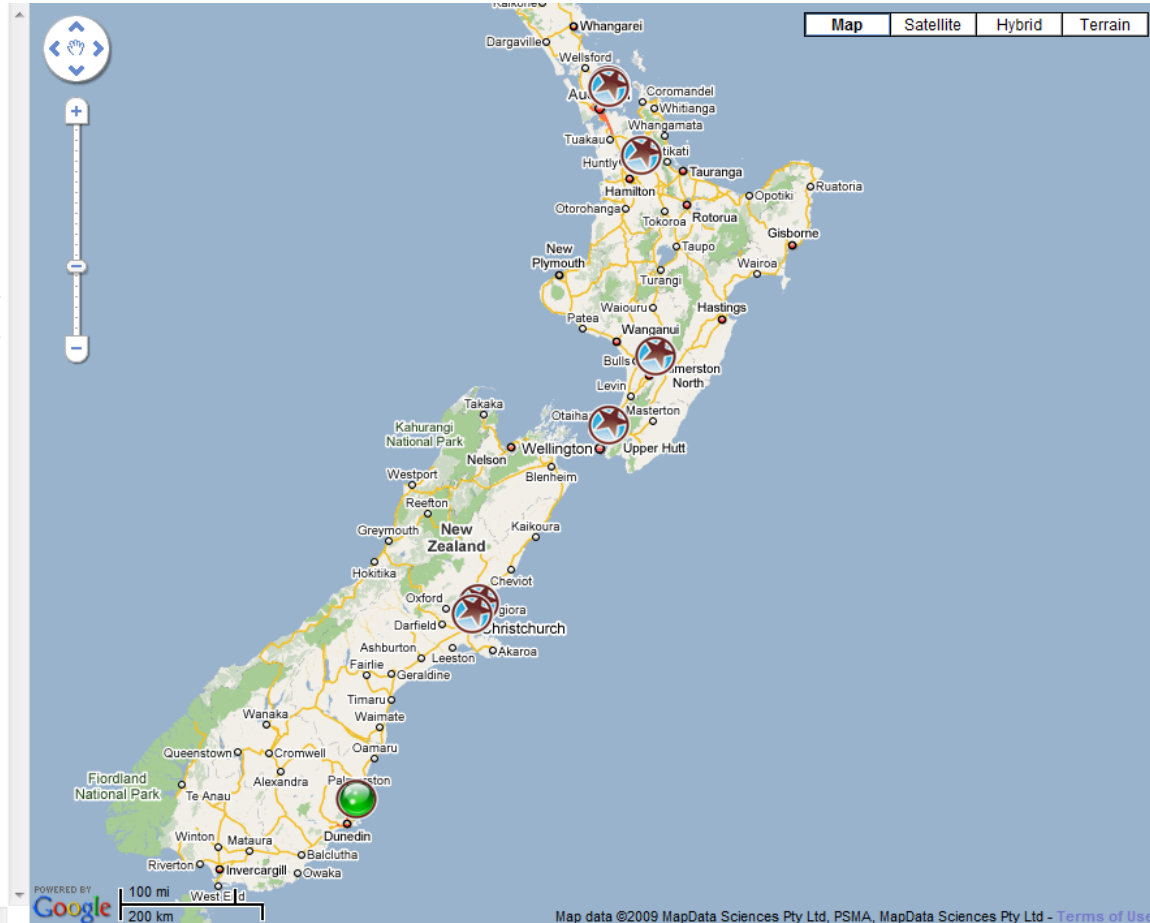 Whangarei
Map
Satellite
Hybrid
Terrain
Dargaville
Wellsford
Coromandel
Whitianga
Whangamata
Tuakau
Huntly
tikati
Tauranga
Ruatoria
Hamilton
Opotiki
Otorohanga
Tokoroa
Rotorua
Gisborne
New
Plymouth
Taupo
Wairoa
Turangi
Waiouru
Hastings
Patea
Wanganui
Bulls
merston
North
Levin
Takaka
Otaiha
Masterton
Kahurangi
National Park
Nelson
Wellington
Upper Hutt
Westport
Blenheim
Reefton
Greymouth
New
Zealand
Kaikoura
Hokitika
Cheviot
Oxford
giora
Darfield
Christchurch
Ashburton
Leeston
Akaroa
Fairlie
Geraldine
Timaru
Wanaka
Waimate
Queenstown
Cromwell
Oamaru
Fiordland
National Park
Te Anau
Alexandra
Dunedin
Winton
Mataura
Balclutha
Riverton
Invercargill
Owaka
POWERED BY
Google
100 mi
200 km
Map data ©2009 MapData Sciences Pty Ltd, PSMA, MapData Sciences Pty Ltd - Terms of Use